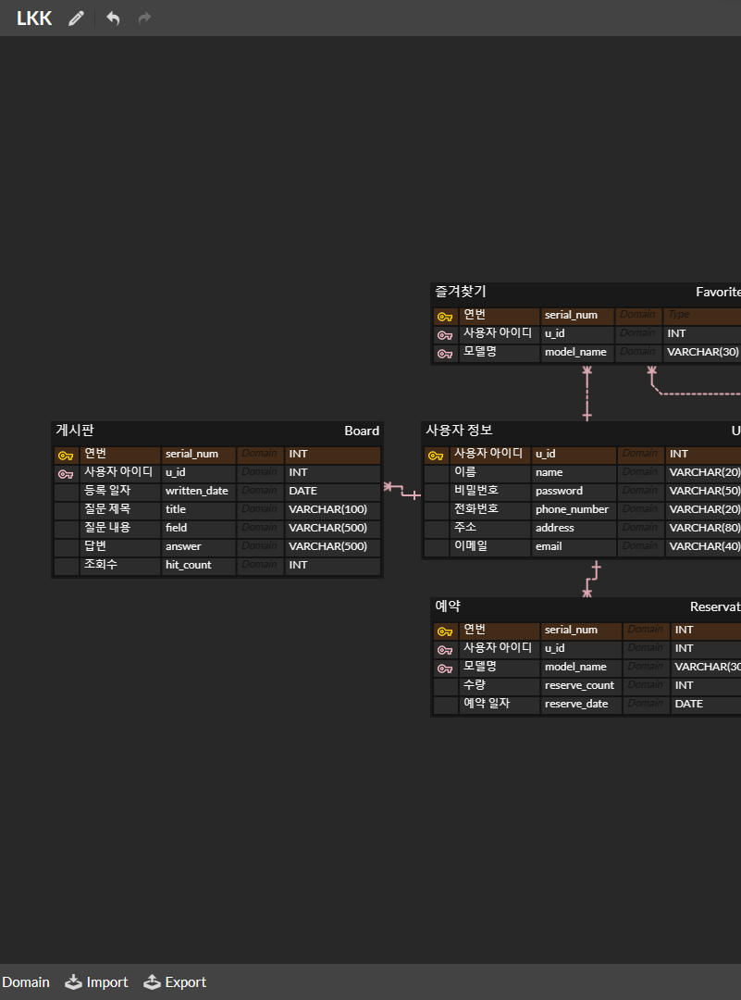 LKK
즐겨찾기 Favorite
연번 serial_num Domain Type
사용자 아이디 u_id Domain INT
모델명 model_name Domain VARCHAR(30)
게시판 Board
연번 serial_num Domain INT
사용자 아이디 u_id Domain INT
등록 일자 written_date Domain DATE
질문 제목 title Domain VARCHAR(100)
질문 내용 field Domain VARCHAR(500)
답변 answer Domain VARCHAR(500)
조회수 hit_count Domain INT
사용자 정보 U
사용자 아이디 u_id Domain INT
이름 name Domain VARCHAR(20)
비밀번호 password Domain VARCHAR(50)
전화번호 phone_number Domain VARCHAR(20)
주소 address Domain VARCHAR(80)
이메일 email Domain VARCHAR(40)
예약 Reservat
연번 serial_num Domain INT
사용자 아이디 u_id Domain INT
모델명 model_name Domain VARCHAR(30
수량 reserve_count Domain INT
예약 일자 reserve_date Domain DATE
Domain Import Export